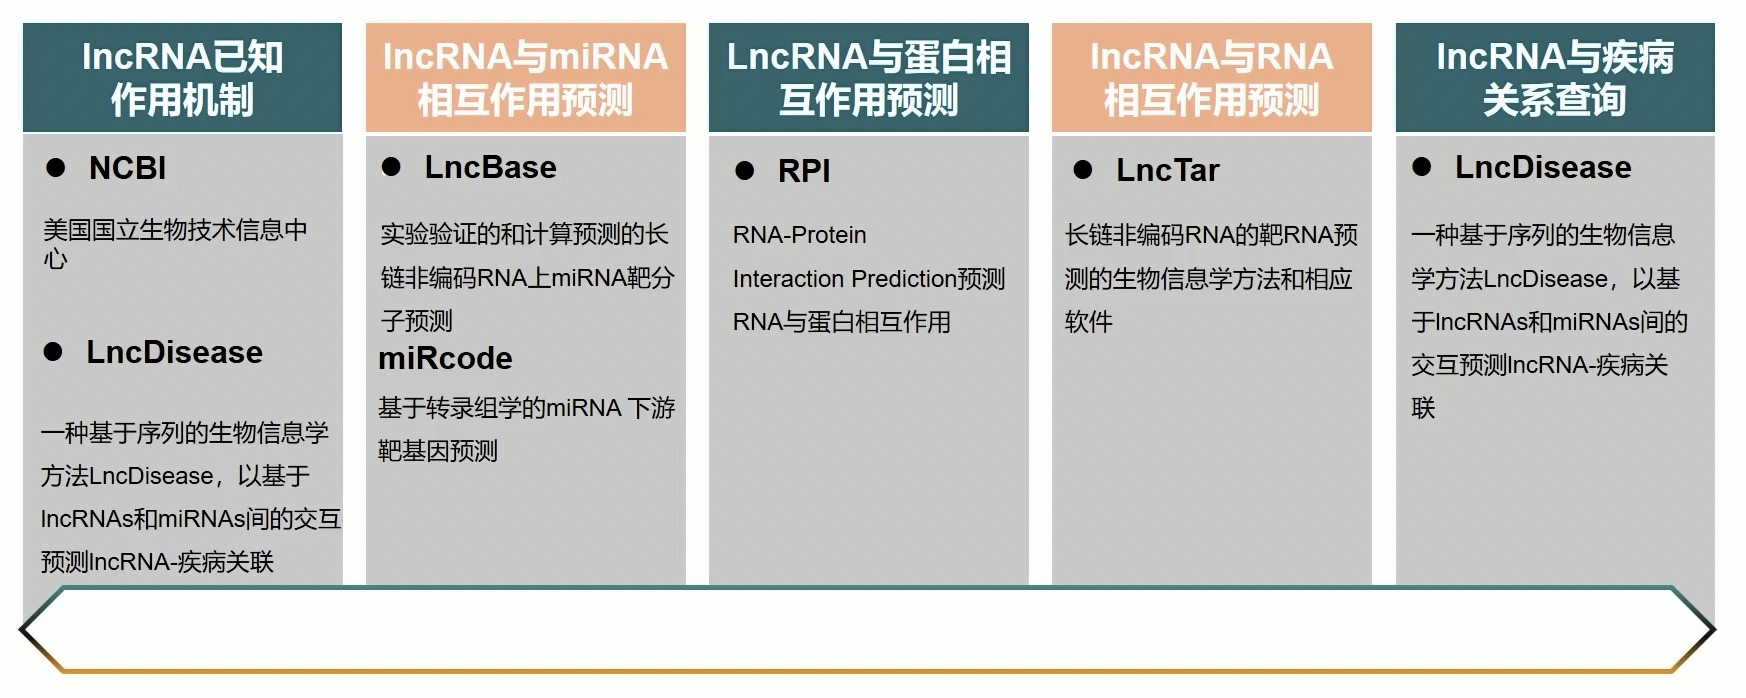 lncRNA已知
作用机制
NCBI
美国国立生物技术信息中
心
LncDisease
一种基于序列的生物信息学
方法LncDisease，以基于
lncRNAs和miRNAs间的交互
预测lncRNA-疾病关联
lncRNA与miRNA
相互作用预测
LncBase
实验验证的和计算预测的长
链非编码RNA上miRNA靶分
子预测
miRcode
基于转录组学的miRNA 下游
靶基因预测
LncRNA与蛋白相
互作用预测
RPI
RNA-Protein
Interaction Prediction预测
RNA与蛋白相互作用
lncRNA与RNA
相互作用预测
LncTar
长链非编码RNA的靶RNA预
测的生物信息学方法和相应
软件
lncRNA与疾病
关系查询
LncDisease
一种基于序列的生物信息
学方法LncDisease，以基
于lncRNAs和miRNAs间的
交互预测lncRNA-疾病关
联